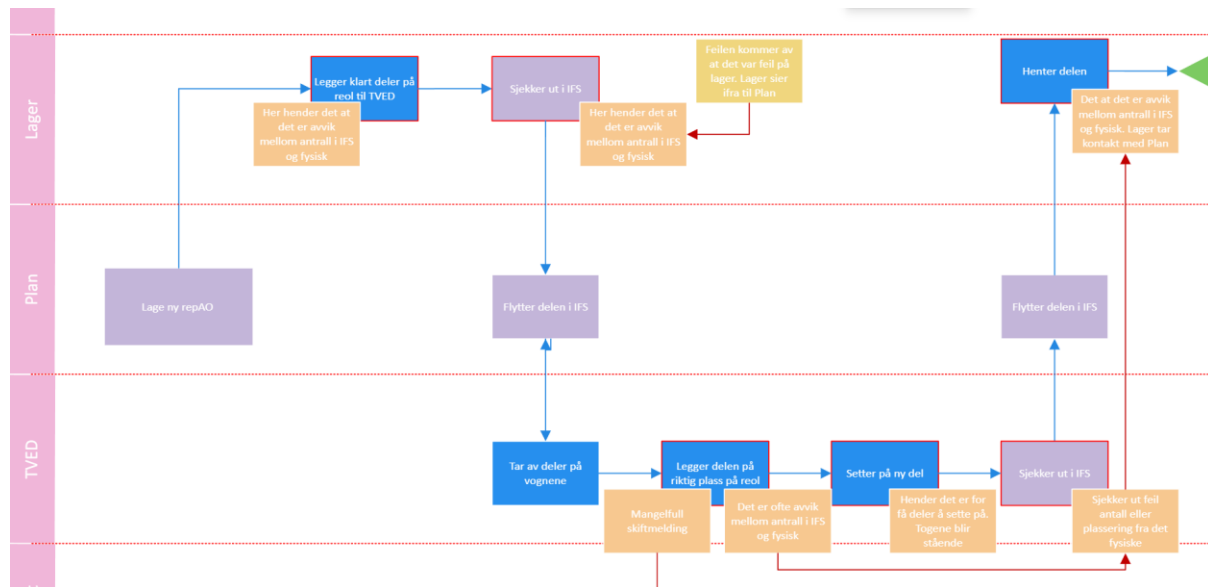 Lager
Legger klart deler på
reol til TVED
Her hender det at
det er avvik
mellom antrall i IFS
og fysisk
Sjekker ut i IFS
Her hender det at
det er avvik
mellom antrall i IFS
og fysisk
Feilen kommer av
at det var feil på
lager. Lager sier
ifra til Plan
Henter delen
Det at det er avvik
mellom antrall i IFS
og fysisk. Lager tar
kontakt med Plan
Plan
Lage ny repAO
Flytter delen i IFS
Flytter delen i IFS
TVED
Tar av deler på
vognene
Legger delen på
riktig plass på reol
Mangelfull
skiftmelding
Det er ofte avvik
mellom antrall i IFS
og fysisk
Setter på ny del
Hender det er for
få deler å sette på.
Togene blir
stående
Sjekker ut i IFS
Sjekker ut feil
antall eller
plassering fra det
fysiske